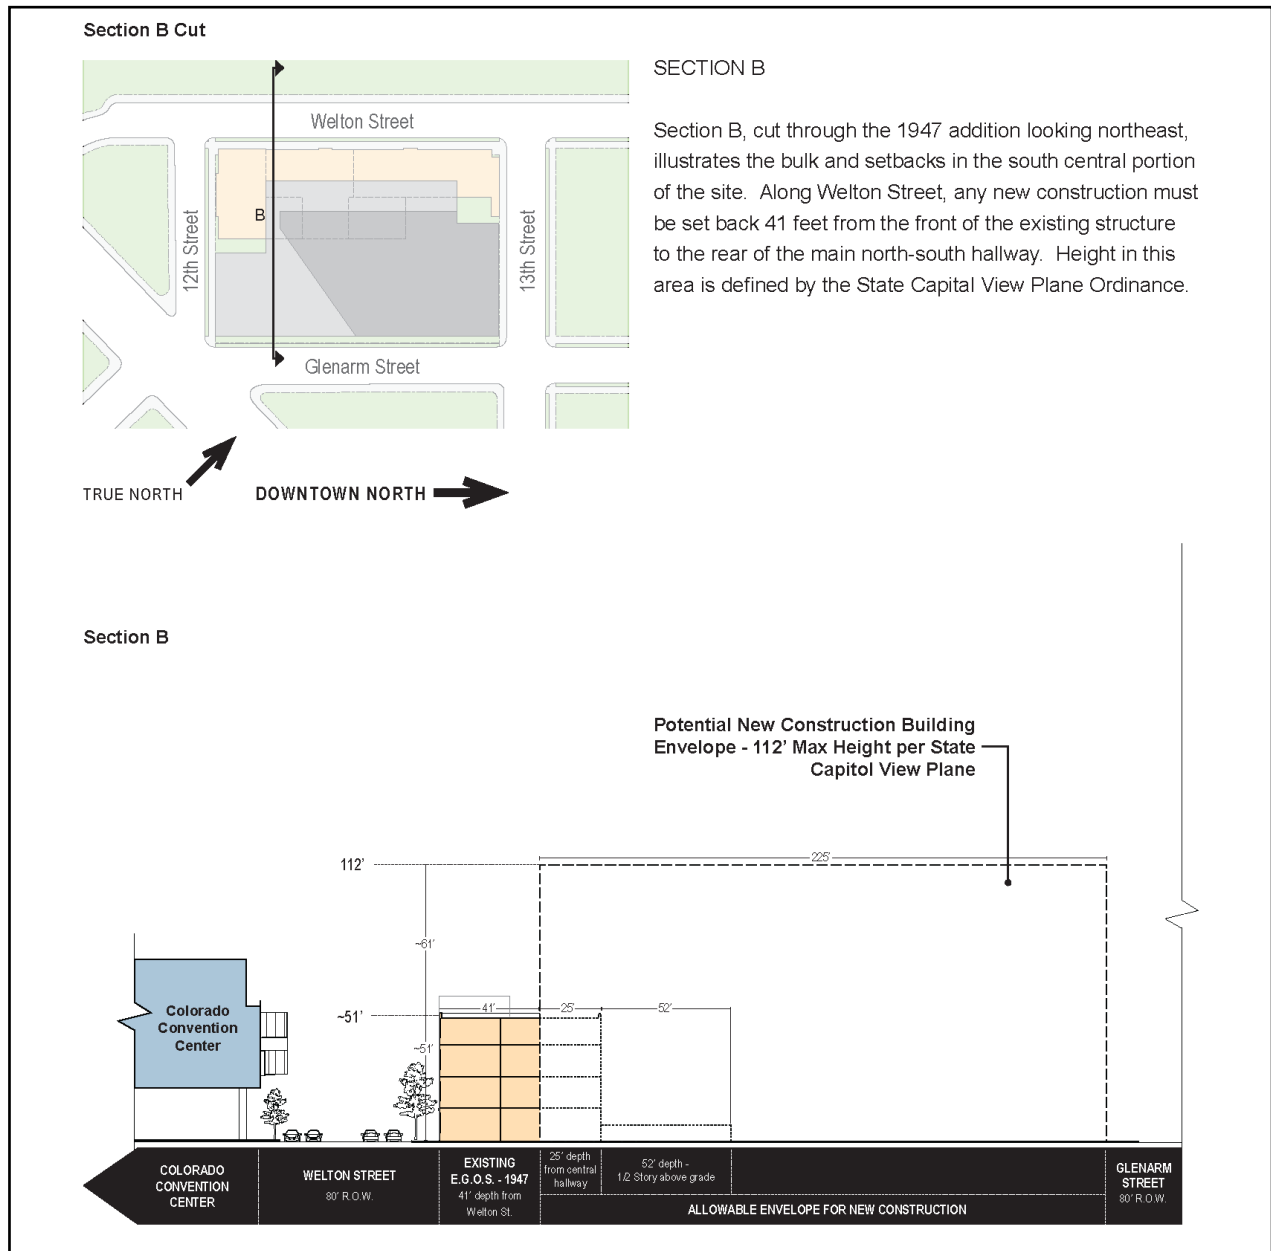 Section B Cut
SECTION B
Section B, cut through the 1947 addition looking northeast,
illustrates the bulk and setbacks in the south central portion
of the site.  Along Welton Street, any new construction must
be set back 41 feet from the front of the existing structure
to the rear of the main north-south hallway.  Height in this
area is defined by the State Capital View Plane Ordinance.
Welton Street
B
12th Street
13th Street
Glenarm Street
TRUE NORTH
DOWNTOWN NORTH
Section B
Potential New Construction Building
Envelope - 112' Max Height per State
Capitol View Plane
225'
112'
~61'
41'
25'
52'
~51'
~51'
Colorado
Convention
Center
COLORADO
CONVENTION
CENTER
WELTON STREET
80' R.O.W.
EXISTING
E.G.O.S. - 1947
41' depth from
Welton St.
25' depth
from central
hallway
52' depth -
1/2 Story above grade
ALLOWABLE ENVELOPE FOR NEW CONSTRUCTION
GLENARM
STREET
80' R.O.W.